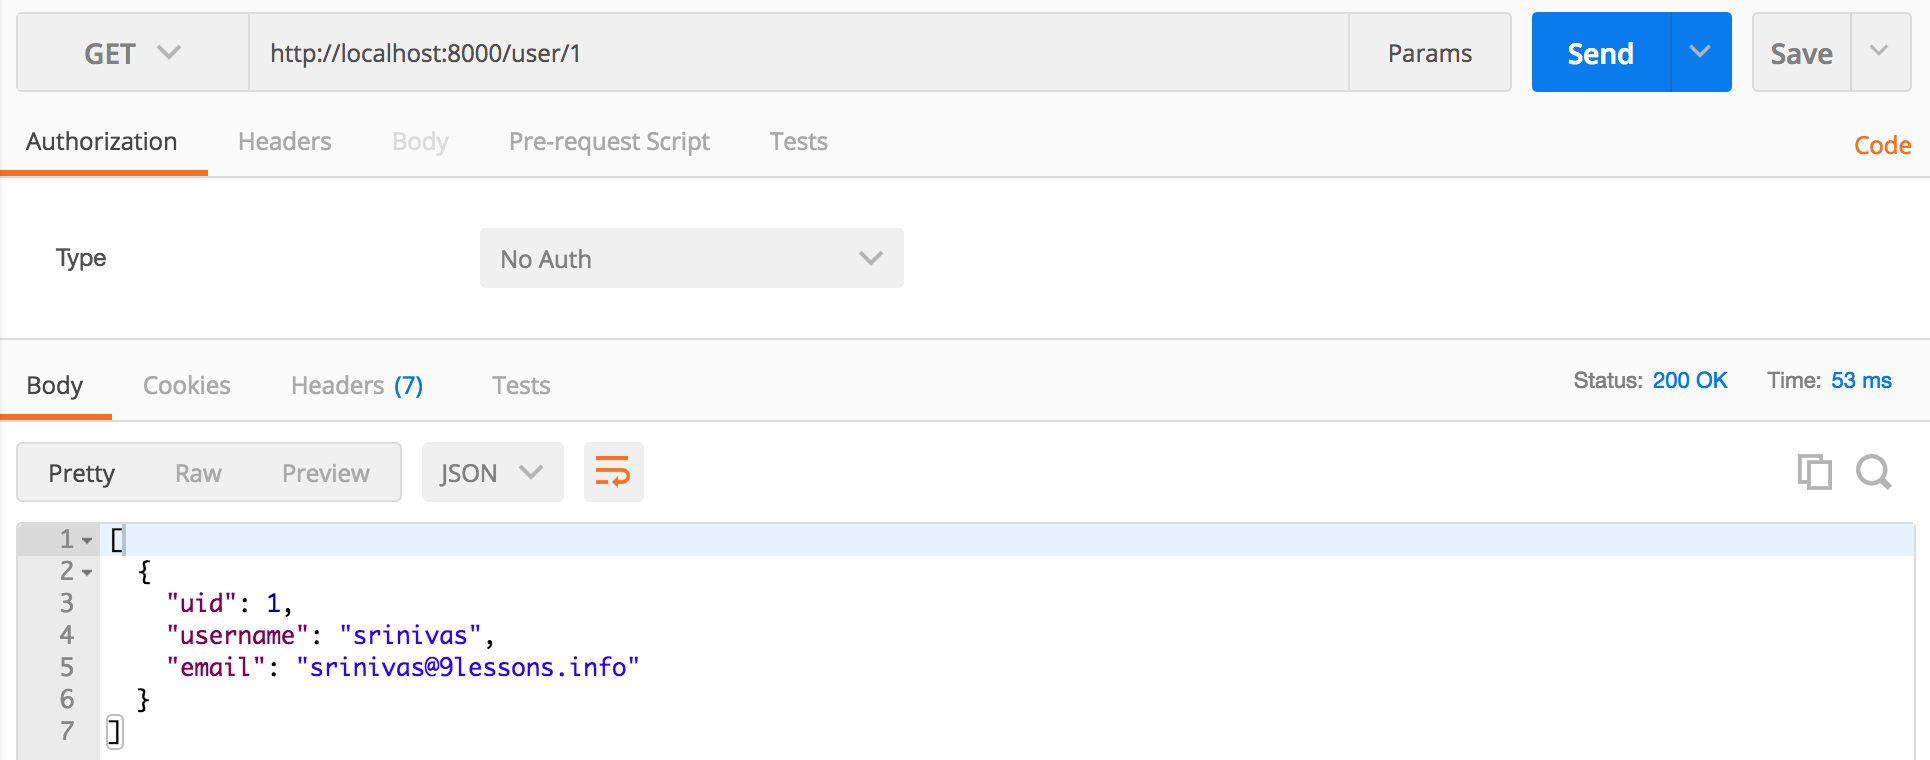 GET http://localhost:8000/user/1 Params Send Save
Authorization Headers Body Pre-request Script Tests Code
Type No Auth
Body Cookies Headers (7) Tests Status: 200 OK Time: 53 ms
Pretty Raw Preview JSON
1 [
2 {
3 "uid": 1,
4 "username": "srinivas",
5 "email": "srinivas@9lessons.info"
6 }
7 ]